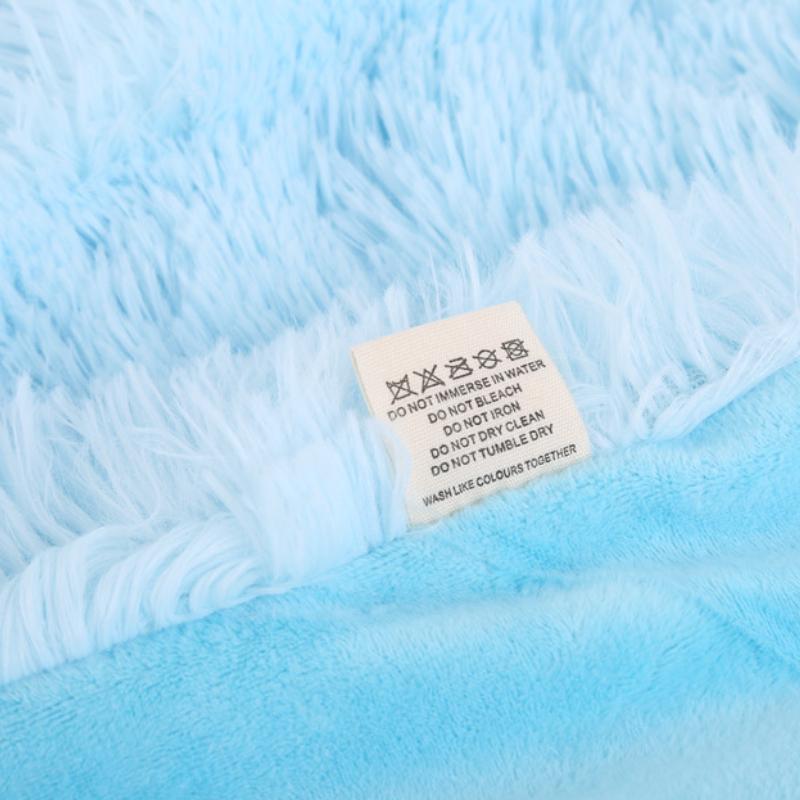 DO NOT IMMERSE IN WATER
DO NOT BLEACH
DO NOT IRON
DO NOT DRY CLEAN
DO NOT TUMBLE DRY
WASH LIKE COLOURS TOGETHER